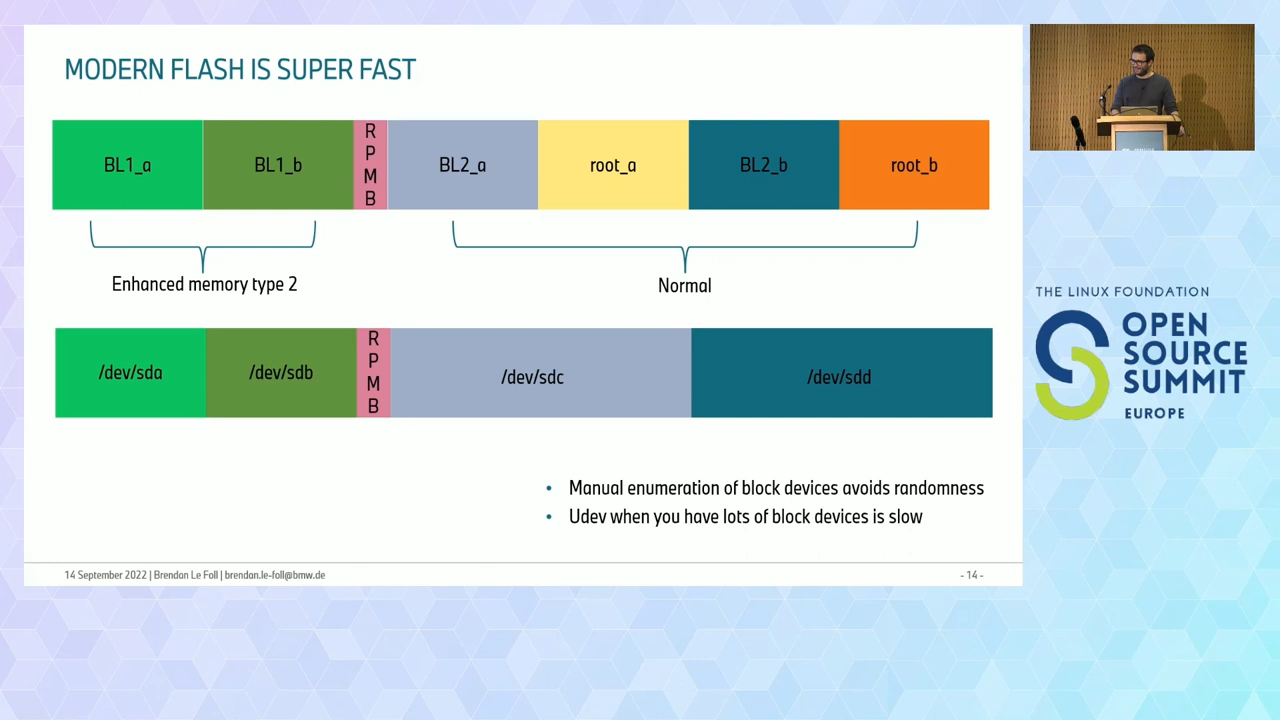 MODERN FLASH IS SUPER FAST
BL1_a
BL1_b
R
P
M
B
BL2_a
root_a
BL2_b
root_b
Enhanced memory type 2
Normal
/dev/sda
/dev/sdb
R
P
M
B
/dev/sdc
/dev/sdd
• Manual enumeration of block devices avoids randomness
• Udev when you have lots of block devices is slow
14 September 2022 | Brendan Le Foll | brendan.le-foll@bmw.de
- 14 -
THE LINUX FOUNDATION
OPEN
SOURCE
SUMMIT
EUROPE